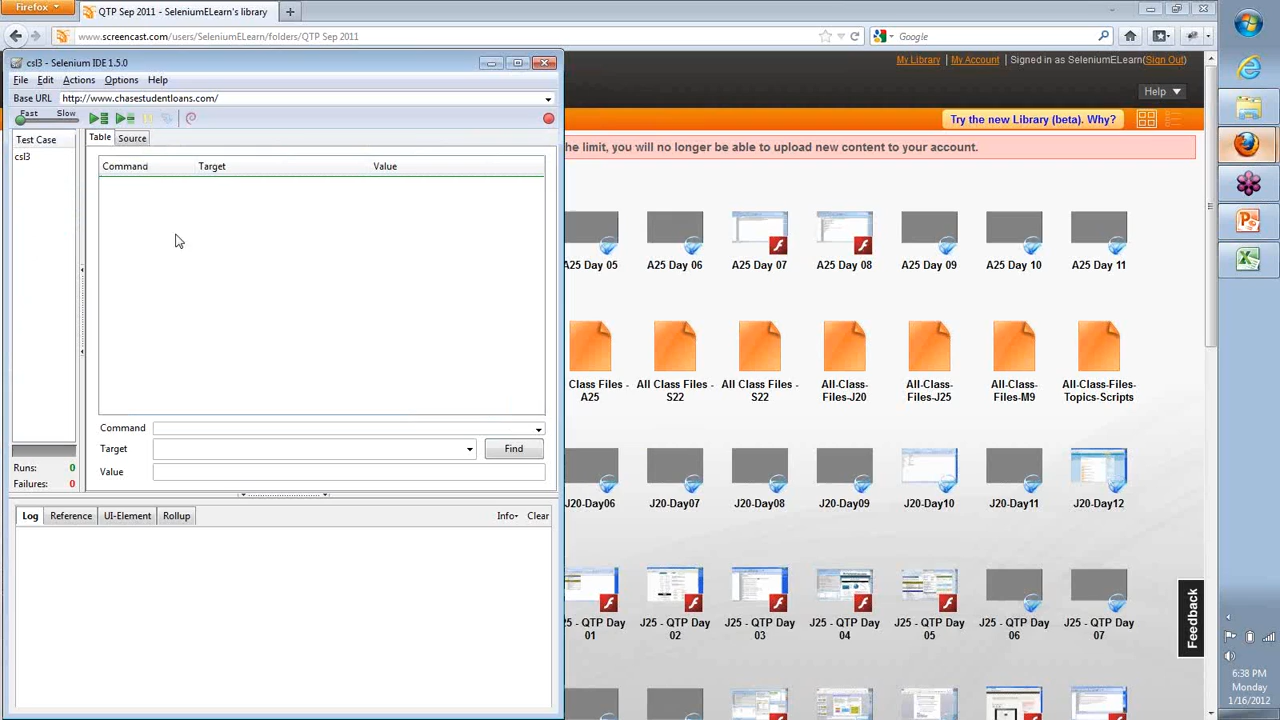 Firefox
QTP Sep 2011 - SeleniumELearn's library
www.screencast.com/users/SeleniumELearn/folders/QTP Sep 2011
Google
csl3 - Selenium IDE 1.5.0
File Edit Actions Options Help
Base URL http://www.chasestudentloans.com/
Fast Slow
Test Case
csl3
Table Source
Command Target Value
Command
Target
Find
Value
Runs: 0
Failures: 0
Log Reference UI-Element Rollup
Info Clear
My Library My Account Signed in as SeleniumELearn(Sign Out)
Help
Try the new Library (beta). Why?
he limit, you will no longer be able to upload new content to your account.
A25 Day 05 A25 Day 06 A25 Day 07 A25 Day 08 A25 Day 09 A25 Day 10 A25 Day 11
Class Files - A25
All Class Files - S22
All Class Files - S22
All-Class-Files-J20
All-Class-Files-J25
All-Class-Files-M9
All-Class-Files-Topics-Scripts
J20-Day06 J20-Day07 J20-Day08 J20-Day09 J20-Day10 J20-Day11 J20-Day12
25 - QTP Day 01
J25 - QTP Day 02
J25 - QTP Day 03
J25 - QTP Day 04
J25 - QTP Day 05
J25 - QTP Day 06
J25 - QTP Day 07
Feedback
6:38 PM
Monday
1/16/2012